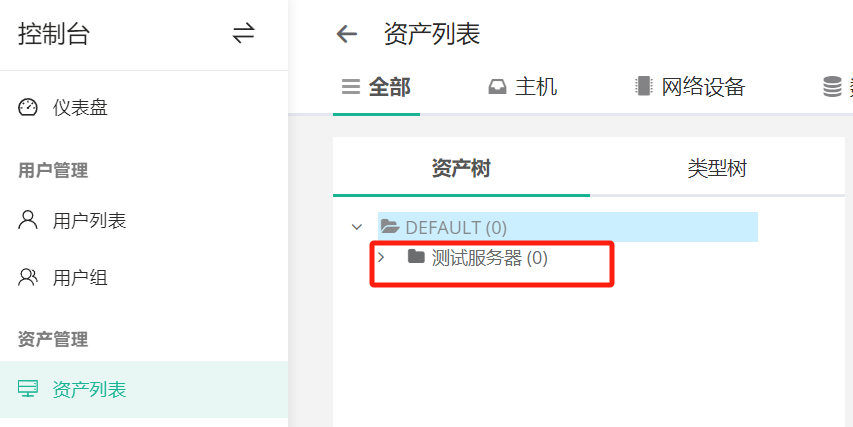 控制台
资产列表
全部 主机 网络设备
仪表盘
用户管理
资产树 类型树
用户列表
DEFAULT (0)
测试服务器 (0)
用户组
资产管理
资产列表